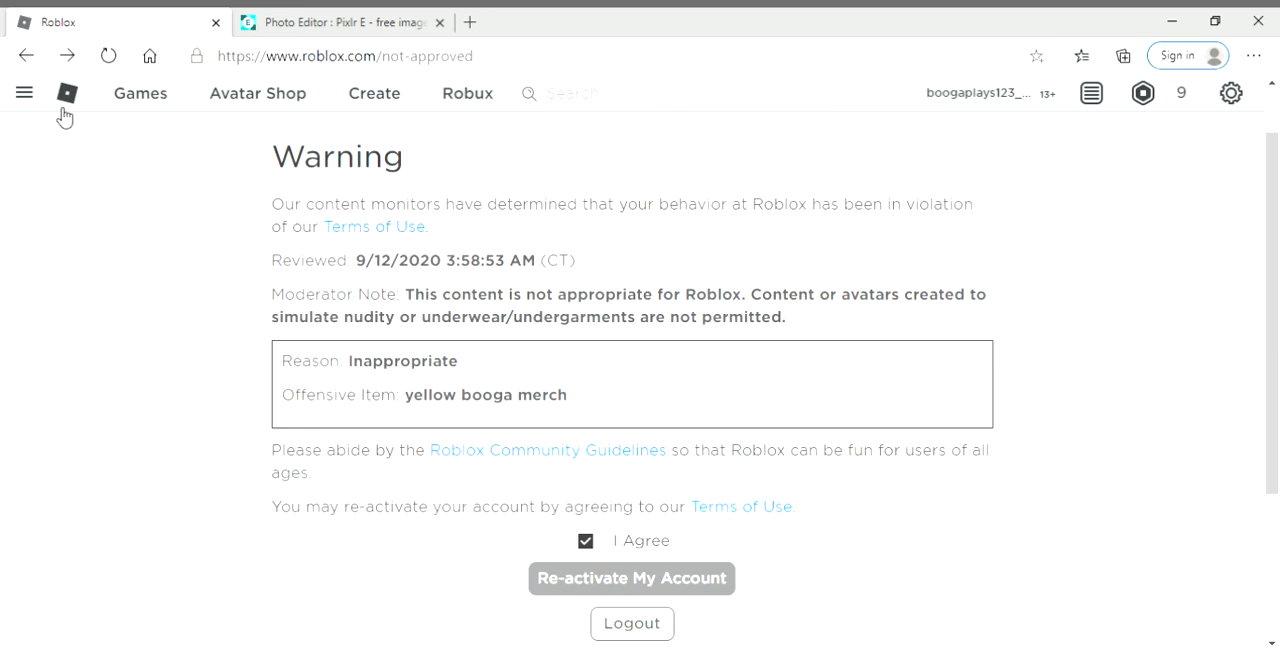 Roblox
Photo Editor : Pixlr E - free imag
https://www.roblox.com/not-approved
Sign in
Games Avatar Shop Create Robux Search
boogaplays123_... 13+ 9
Warning
Our content monitors have determined that your behavior at Roblox has been in violation
of our Terms of Use.
Reviewed: 9/12/2020 3:58:53 AM (CT)
Moderator Note: This content is not appropriate for Roblox. Content or avatars created to
simulate nudity or underwear/undergarments are not permitted.
Reason: Inappropriate
Offensive Item: yellow booga merch
Please abide by the Roblox Community Guidelines so that Roblox can be fun for users of all
ages.
You may re-activate your account by agreeing to our Terms of Use.
I Agree
Re-activate My Account
Logout